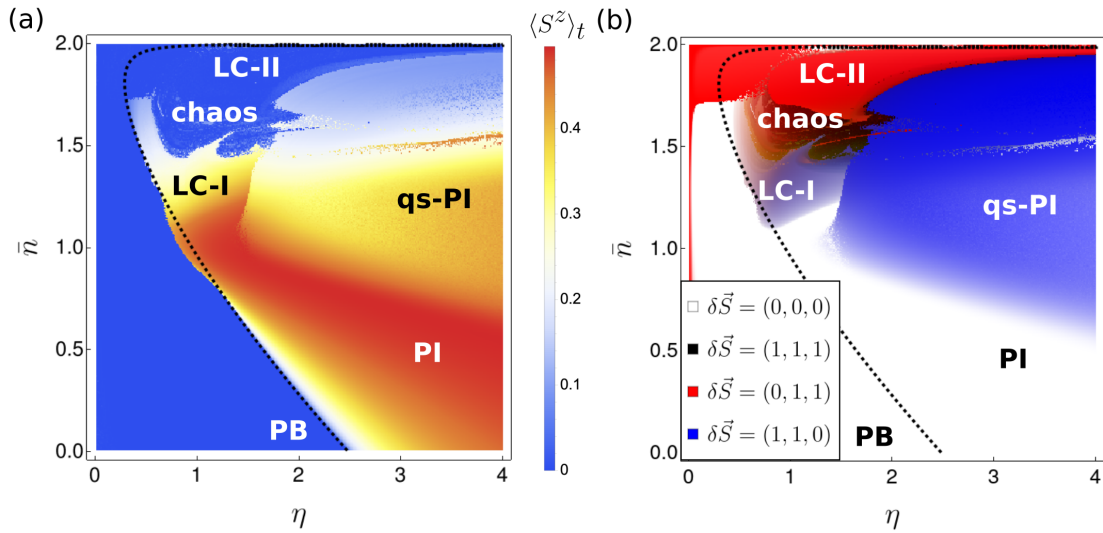 (a)
⟨S^z⟩_t
2.0
1.5
n̄
1.0
0.5
0.0
0
1
2
3
4
η
LC-II
chaos
LC-I
qs-PI
PI
PB
0.4
0.3
0.2
0.1
0
(b)
2.0
1.5
n̄
1.0
0.5
0.0
0
1
2
3
4
η
LC-II
chaos
LC-I
qs-PI
PI
PB
δS⃗ = (0, 0, 0)
δS⃗ = (1, 1, 1)
δS⃗ = (0, 1, 1)
δS⃗ = (1, 1, 0)